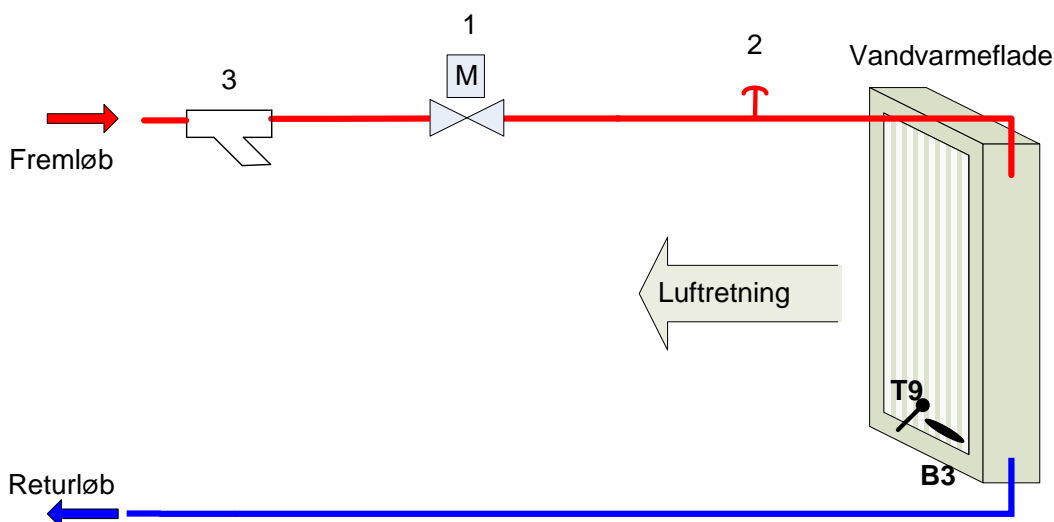 1
2
Vandvarmeflade
M
3
Fremløb
Luftretning
T9
B3
Returløb